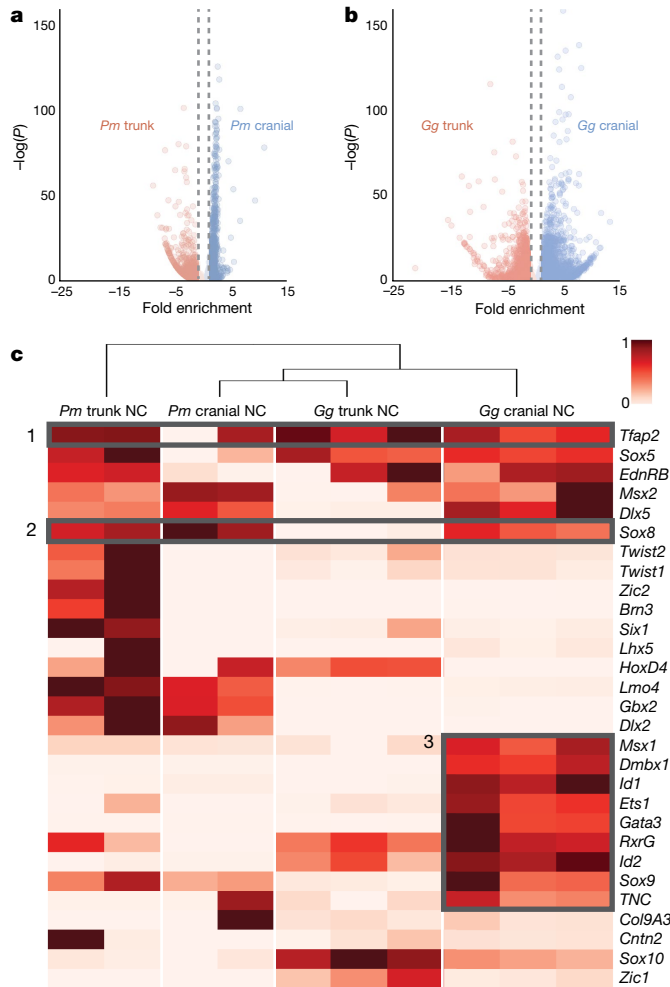 a
b
150
100
50
0
–log(P)
Pm trunk
Pm cranial
–25
–15
5
15
Fold enrichment
150
100
50
0
–log(P)
Gg trunk
Gg cranial
–25
–15
5
15
Fold enrichment
c
1
0
Pm trunk NC
Pm cranial NC
Gg trunk NC
Gg cranial NC
1
Tfap2
Sox5
EdnRB
Msx2
Dlx5
2
Sox8
Twist2
Twist1
Zic2
Brn3
Six1
Lhx5
HoxD4
Lmo4
Gbx2
Dlx2
3
Msx1
Dmbx1
Id1
Ets1
Gata3
RxrG
Id2
Sox9
TNC
Col9A3
Cntn2
Sox10
Zic1